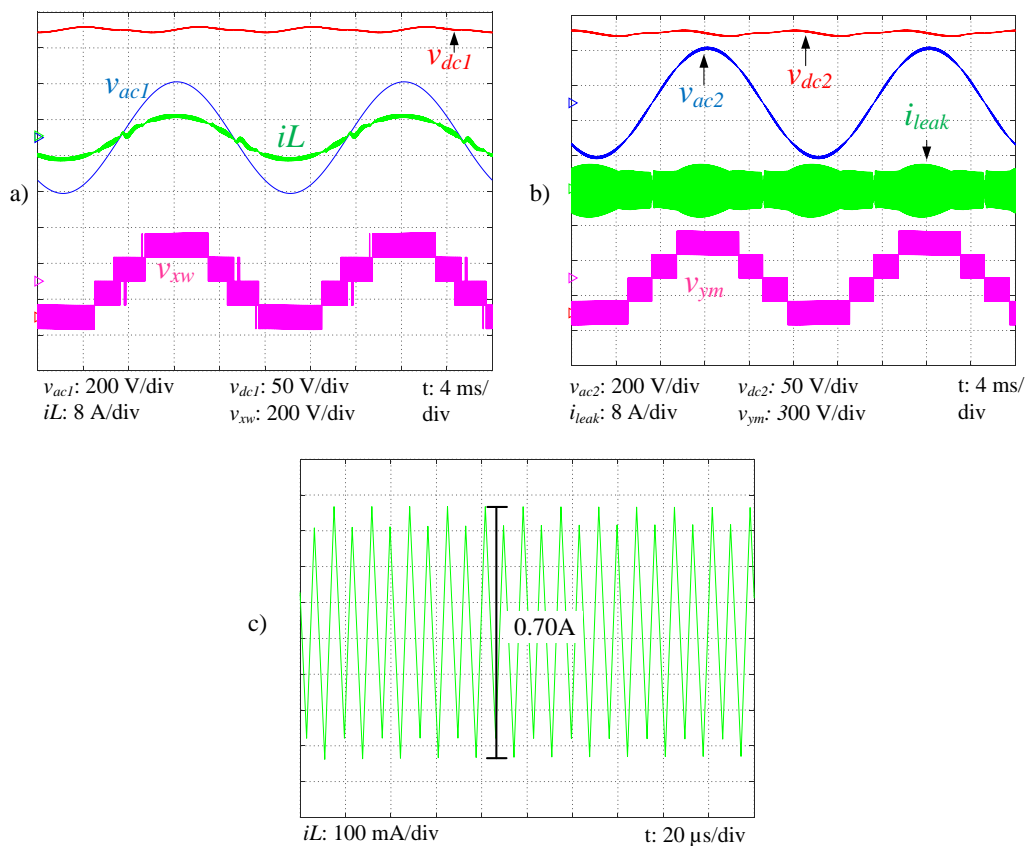 v_dc1
v_ac1
iL
a)
v_xw
v_ac1: 200 V/div v_dc1: 50 V/div t: 4 ms/
iL: 8 A/div v_xw: 200 V/div div
v_ac2
v_dc2
i_leak
b)
v_ym
v_ac2: 200 V/div v_dc2: 50 V/div t: 4 ms/
i_leak: 8 A/div v_ym: 300 V/div div
c)
0.70A
iL: 100 mA/div t: 20 µs/div